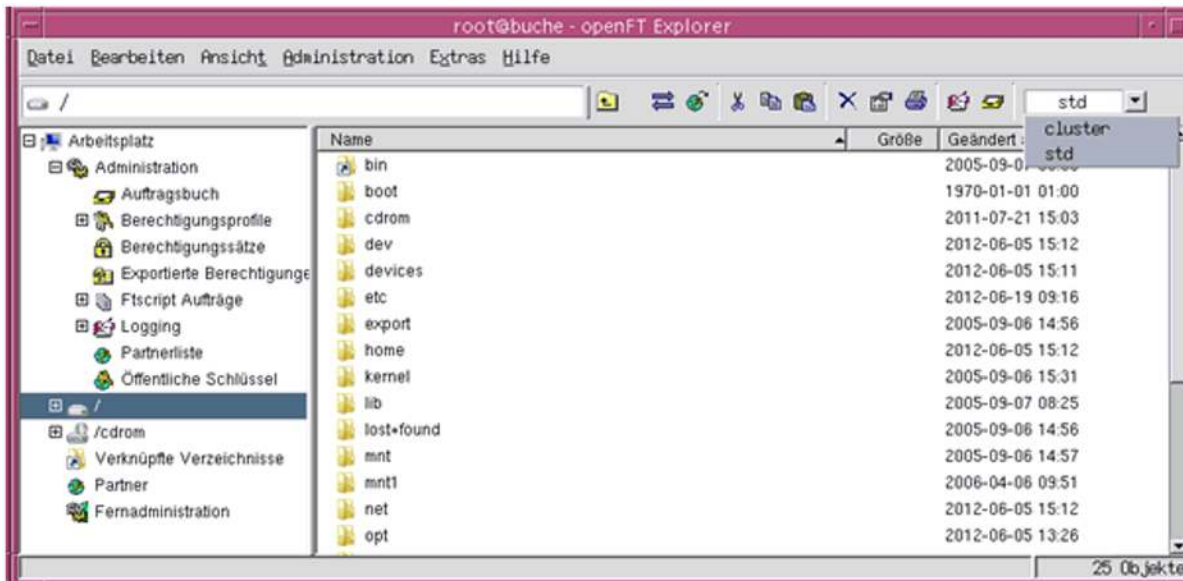 root@buche - openFT Explorer
Datei Bearbeiten Ansicht Administration Extras Hilfe
/
std
cluster
std
Arbeitsplatz
Administration
Auftragsbuch
Berechtigungsprofile
Berechtigungssätze
Exportierte Berechtigunge
Ftscript Aufträge
Logging
Partnerliste
Öffentliche Schlüssel
/
/cdrom
Verknüpfte Verzeichnisse
Partner
Fernadministration
Name Größe Geändert
bin 2005-09-07
boot 1970-01-01 01:00
cdrom 2011-07-21 15:03
dev 2012-06-05 15:12
devices 2012-06-05 15:11
etc 2012-06-19 09:16
export 2005-09-06 14:56
home 2012-06-05 15:12
kernel 2005-09-06 15:31
lib 2005-09-07 08:25
lost+found 2005-09-06 14:56
mnt 2005-09-06 14:57
mnt1 2006-04-06 09:51
net 2012-06-05 15:12
opt 2012-06-05 13:26
25 Objekte